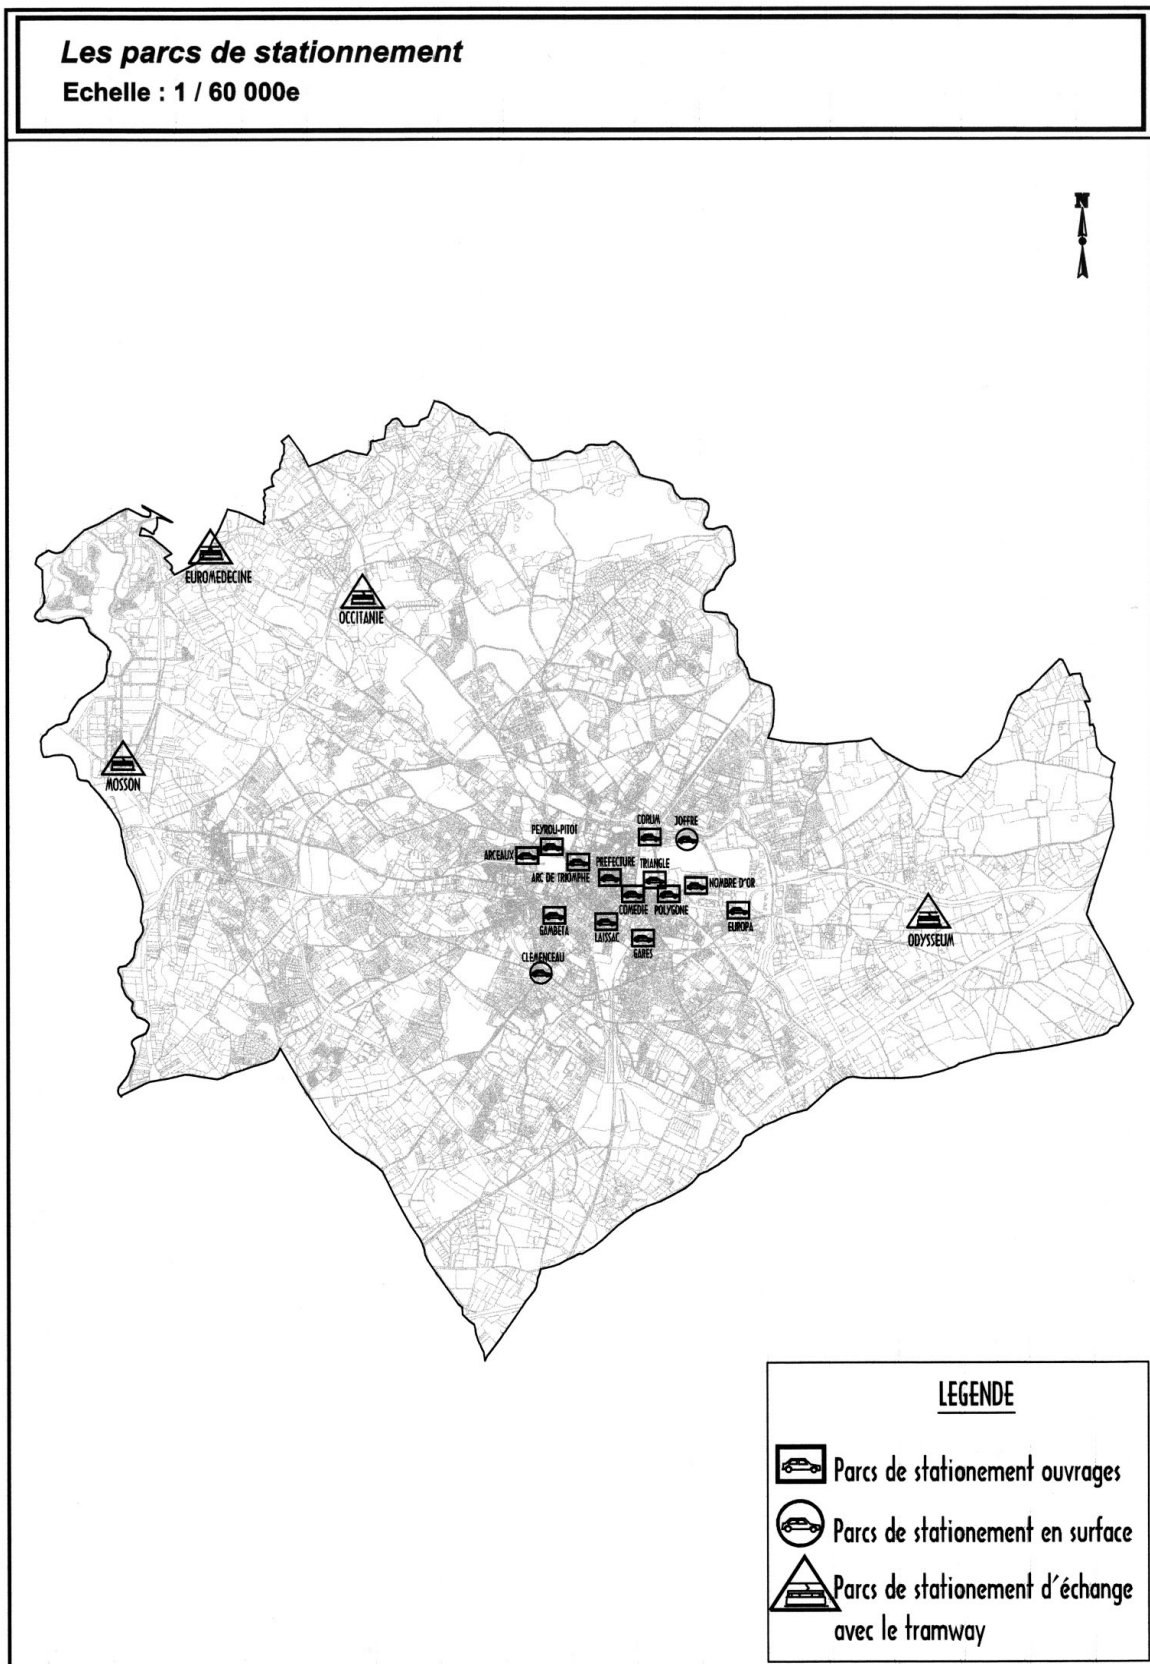 Les parcs de stationnement
Echelle : 1 / 60 000e
N
EUROMEDECINE
OCCITANIE
MOSSON
PEYROU-PITOT
CORUM
JOFFRE
ARCEAUX
ARC DE TRIOMPHE
PREFECTURE
TRIANGLE
NOMBRE D'OR
COMEDIE
POLYGONE
EUROPA
ODYSSEUM
GAMBETA
LAISSAC
GARES
CLEMENCEAU
LEGENDE
Parcs de stationement ouvrages
Parcs de stationement en surface
Parcs de stationement d'échange
avec le tramway